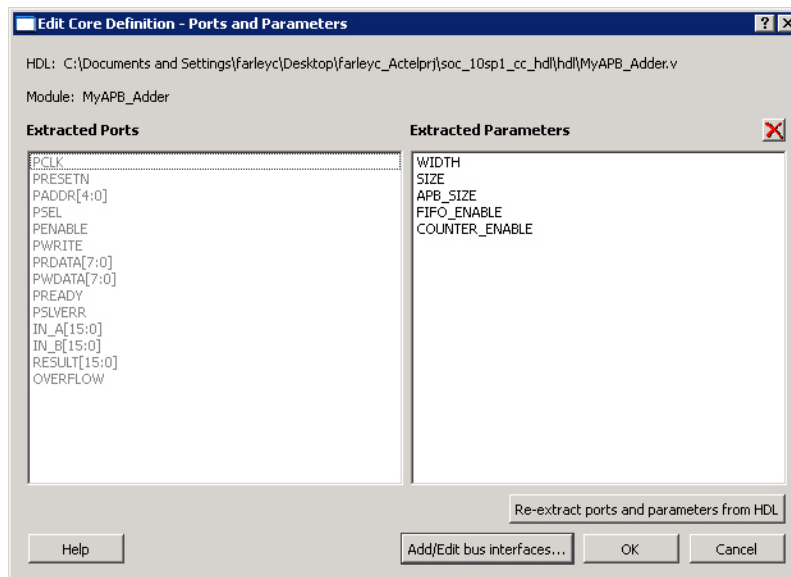 Edit Core Definition - Ports and Parameters
HDL: C:\Documents and Settings\farleyc\Desktop\farleyc_Actelprj\soc_10sp1_cc_hdl\hdl\MyAPB_Adder.v
Module: MyAPB_Adder
Extracted Ports
PCLK
PRESETN
PADDR[4:0]
PSEL
PENABLE
PWRITE
PRDATA[7:0]
PWDATA[7:0]
PREADY
PSLVERR
IN_A[15:0]
IN_B[15:0]
RESULT[15:0]
OVERFLOW
Extracted Parameters
WIDTH
SIZE
APB_SIZE
FIFO_ENABLE
COUNTER_ENABLE
Re-extract ports and parameters from HDL
Help
Add/Edit bus interfaces...
OK
Cancel